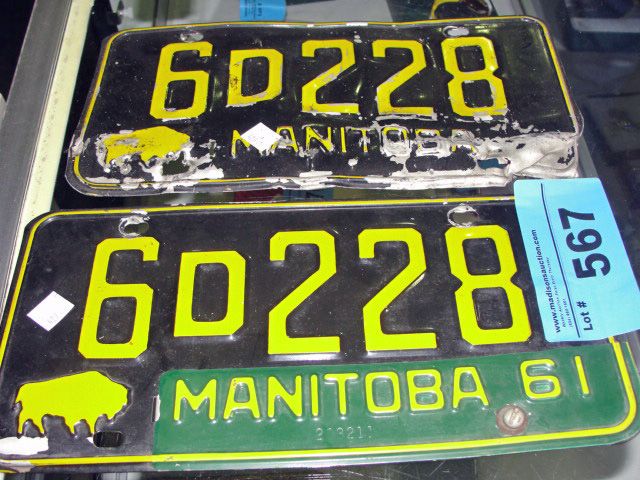 6D228
MANITOBA
6D228
MANITOBA 61
www.madisonsauction.com
Lot # 567